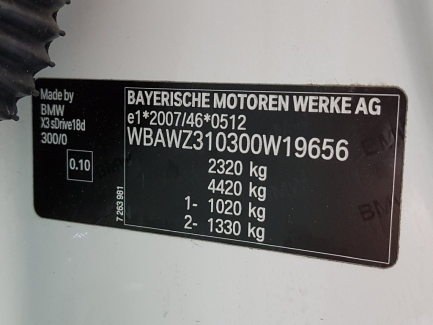 Made by
BMW
X3 sDrive18d
300/0
0.10
7 263 981
BAYERISCHE MOTOREN WERKE AG
e1*2007/46*0512
WBAWZ310300W19656
2320 kg
4420 kg
1- 1020 kg
2- 1330 kg